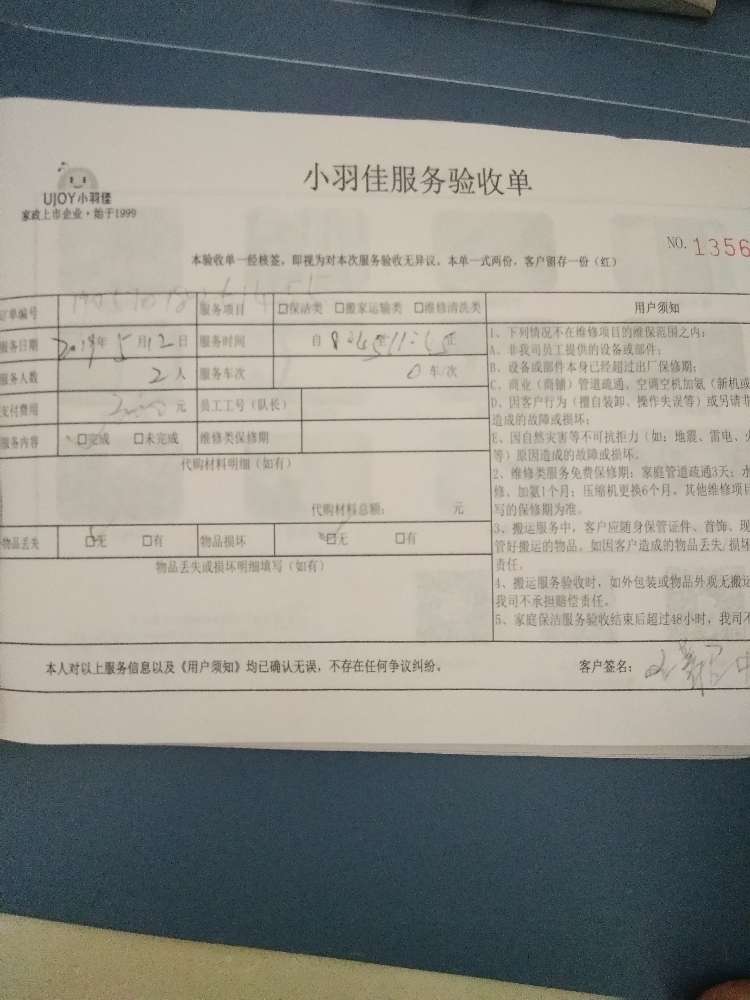 UJOY小羽佳
家政上市企业·始于1999
小羽佳服务验收单
NO.1356
本验收单一经核签，即视为对本次服务验收无异议。本单一式两份，客户留存一份（红）
订单编号 服务项目 □保洁类 □搬家运输类 □维修清洗类
服务日期 2019年5月12日 服务时间 自8:45至11:45止
服务人数 2人 服务车次 0车/次
支付费用 元 员工工号（队长）
服务内容 □完成 □未完成 维修类保修期
代购材料明细（如有）
代购材料总额： 元
物品丢失 □无 □有 物品损坏 □无 □有
物品丢失或损坏明细填写（如有）
用户须知
1、下列情况不在维修项目的维保范围之内：
A、非我司员工提供的设备或部件；
B、设备或部件本身已经超过出厂保修期；
C、商业（商铺）管道疏通、空调空机加氨（新机或
D、因客户行为（擅自装卸、操作失误等）或另请非
造成的故障或损坏；
E、因自然灾害等不可抗拒力（如：地震、雷电、火
等）原因造成的故障或损坏。
2、维修类服务免费保修期：家庭管道疏通3天；水
修、加氨1个月；压缩机更换6个月。其他维修项目
写的保修期为准。
3、搬运服务中，客户应随身保管证件、首饰、现
管好搬运的物品。如因客户造成的物品丢失/损坏
责任。
4、搬运服务验收时，如外包装或物品外观无搬运
我司不承担赔偿责任。
5、家庭保洁服务验收结束后超过48小时，我司不
本人对以上服务信息以及《用户须知》均已确认无误，不存在任何争议纠纷。 客户签名：